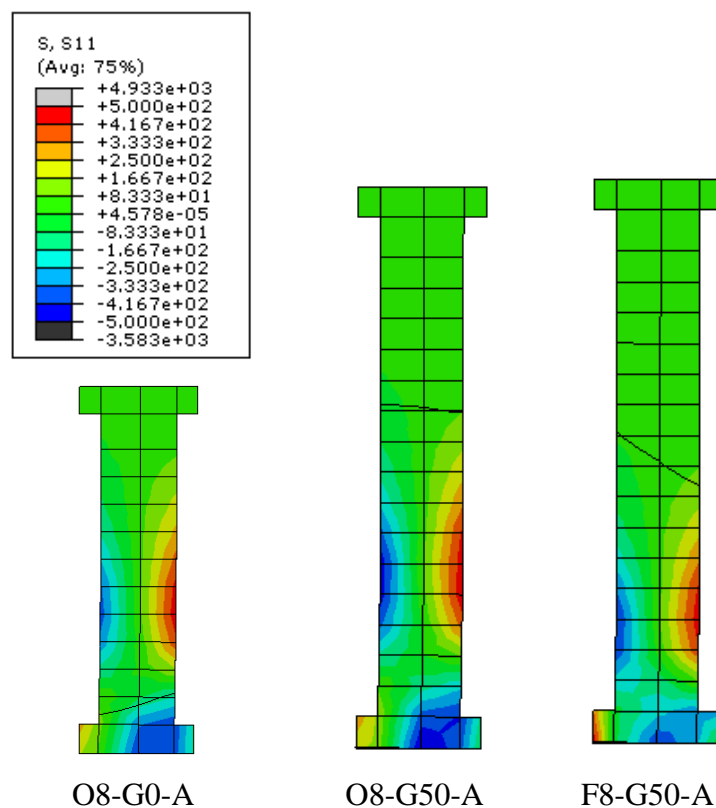 S, S11
(Avg: 75%)
+4.933e+03
+5.000e+02
+4.167e+02
+3.333e+02
+2.500e+02
+1.667e+02
+8.333e+01
+4.578e-05
-8.333e+01
-1.667e+02
-2.500e+02
-3.333e+02
-4.167e+02
-5.000e+02
-3.583e+03
O8-G0-A O8-G50-A F8-G50-A